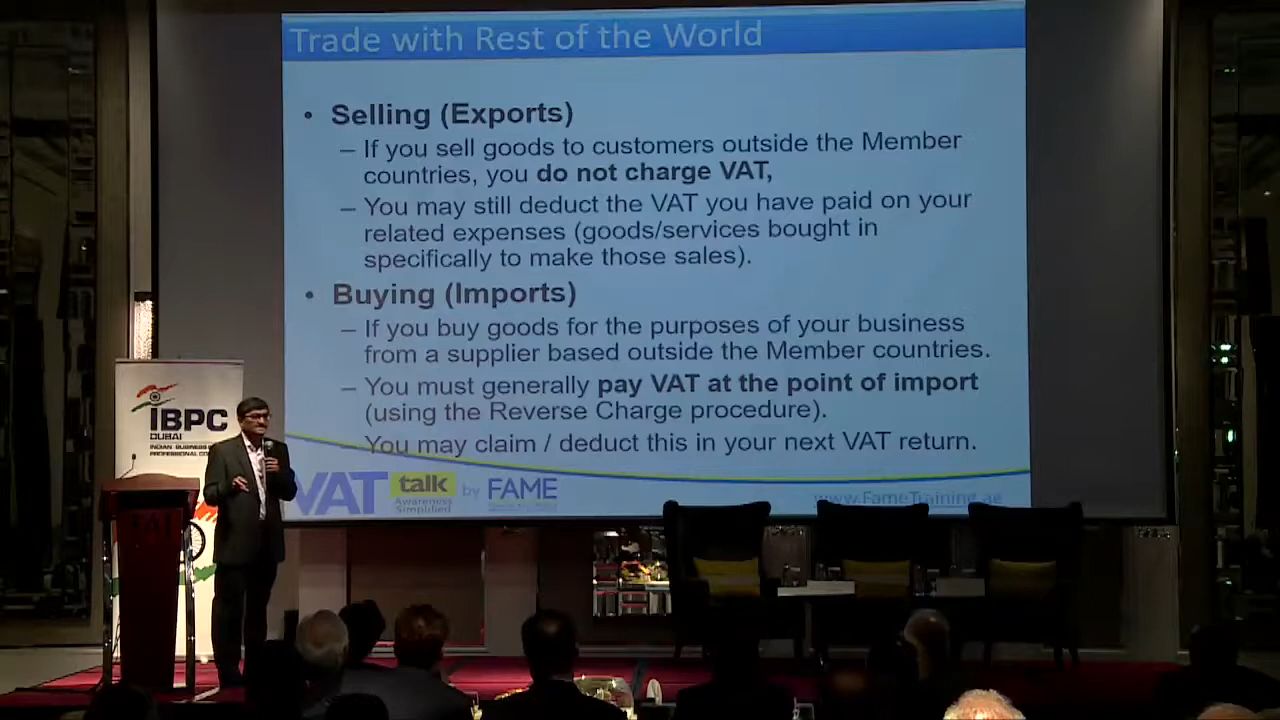 Trade with Rest of the World
• Selling (Exports)
– If you sell goods to customers outside the Member
countries, you do not charge VAT,
– You may still deduct the VAT you have paid on your
related expenses (goods/services bought in
specifically to make those sales).
• Buying (Imports)
– If you buy goods for the purposes of your business
from a supplier based outside the Member countries.
– You must generally pay VAT at the point of import
(using the Reverse Charge procedure).
You may claim / deduct this in your next VAT return.
VAT talk by FAME
Awareness
Simplified
www.FameTraining.ae
IBPC
DUBAI
INDIAN BUSINESS
PROFESSIONAL